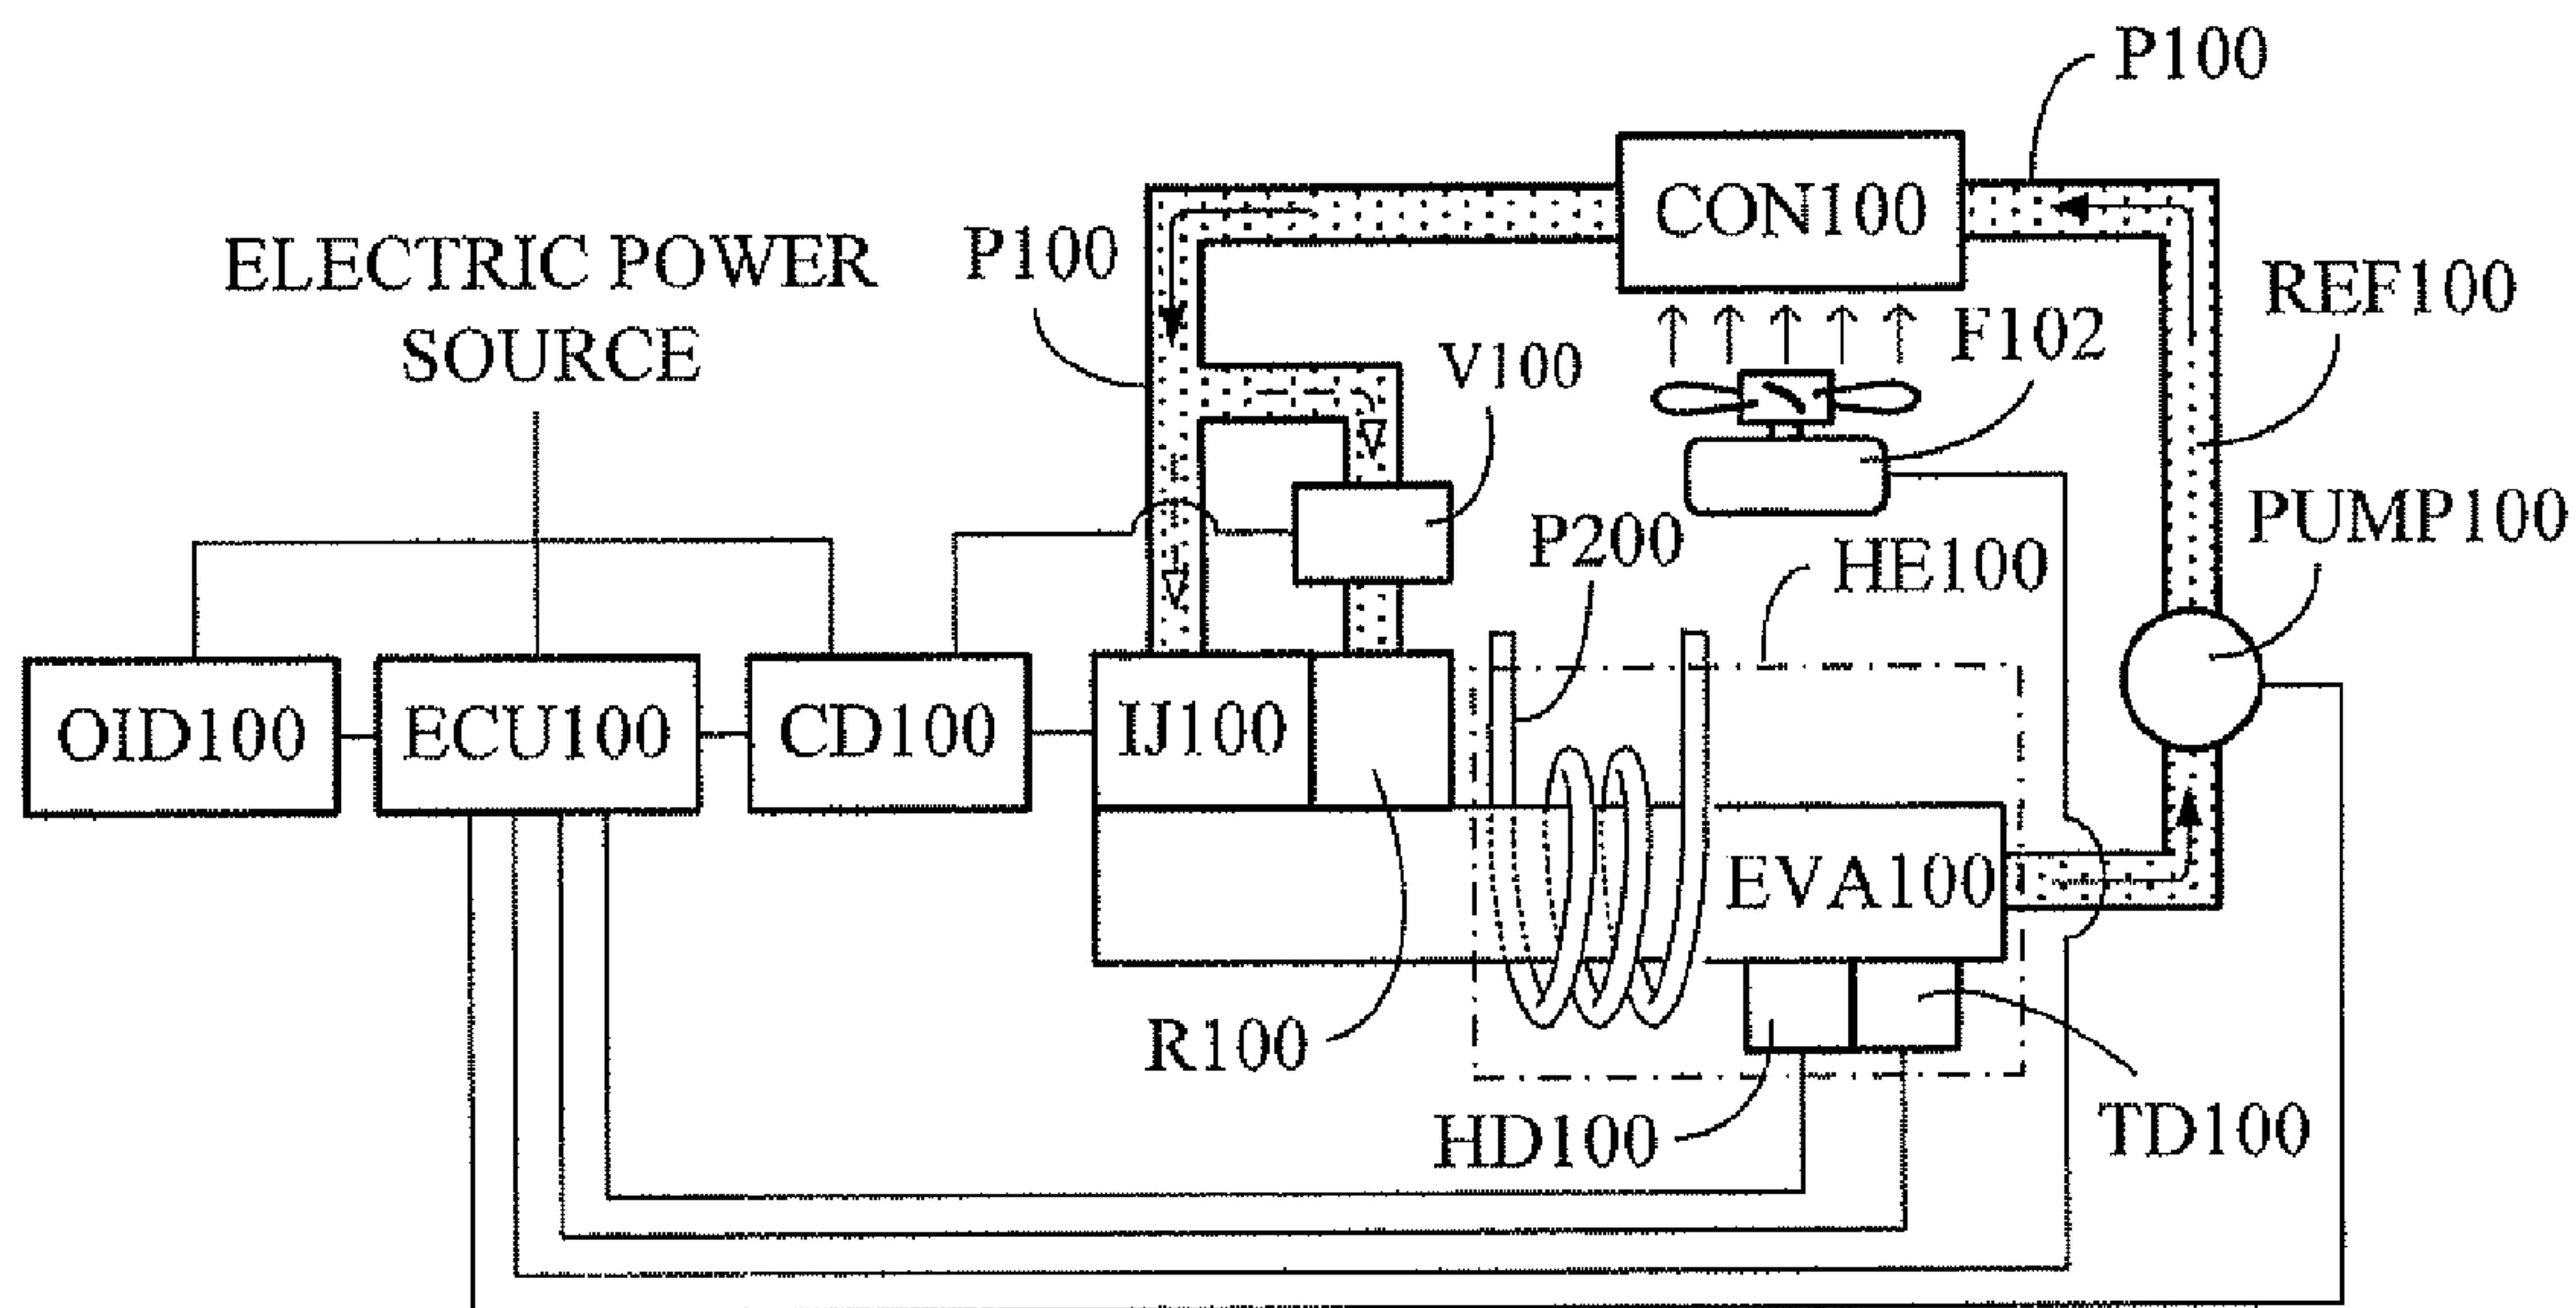 P100
CON100
ELECTRIC POWER
SOURCE
P100
REF100
F102
V100
PUMP100
P200
HE100
OID100
ECU100
CD100
IJ100
EVA100
R100
HD100
TD100